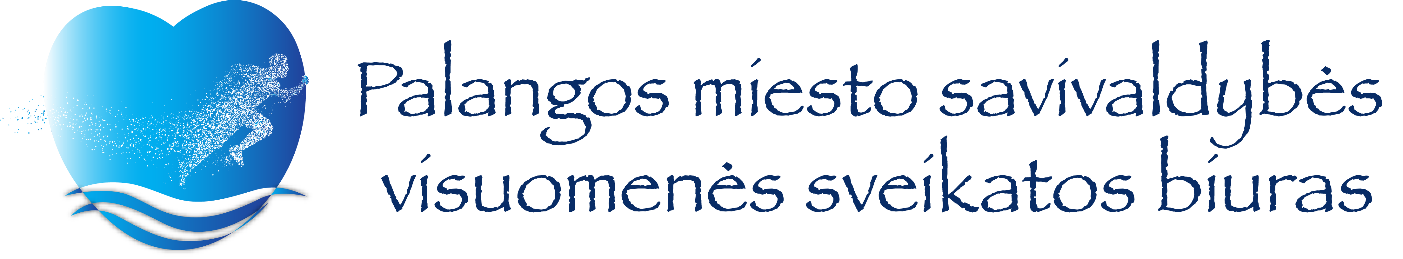 Palangos miesto savivaldybės
visuomenės sveikatos biuras